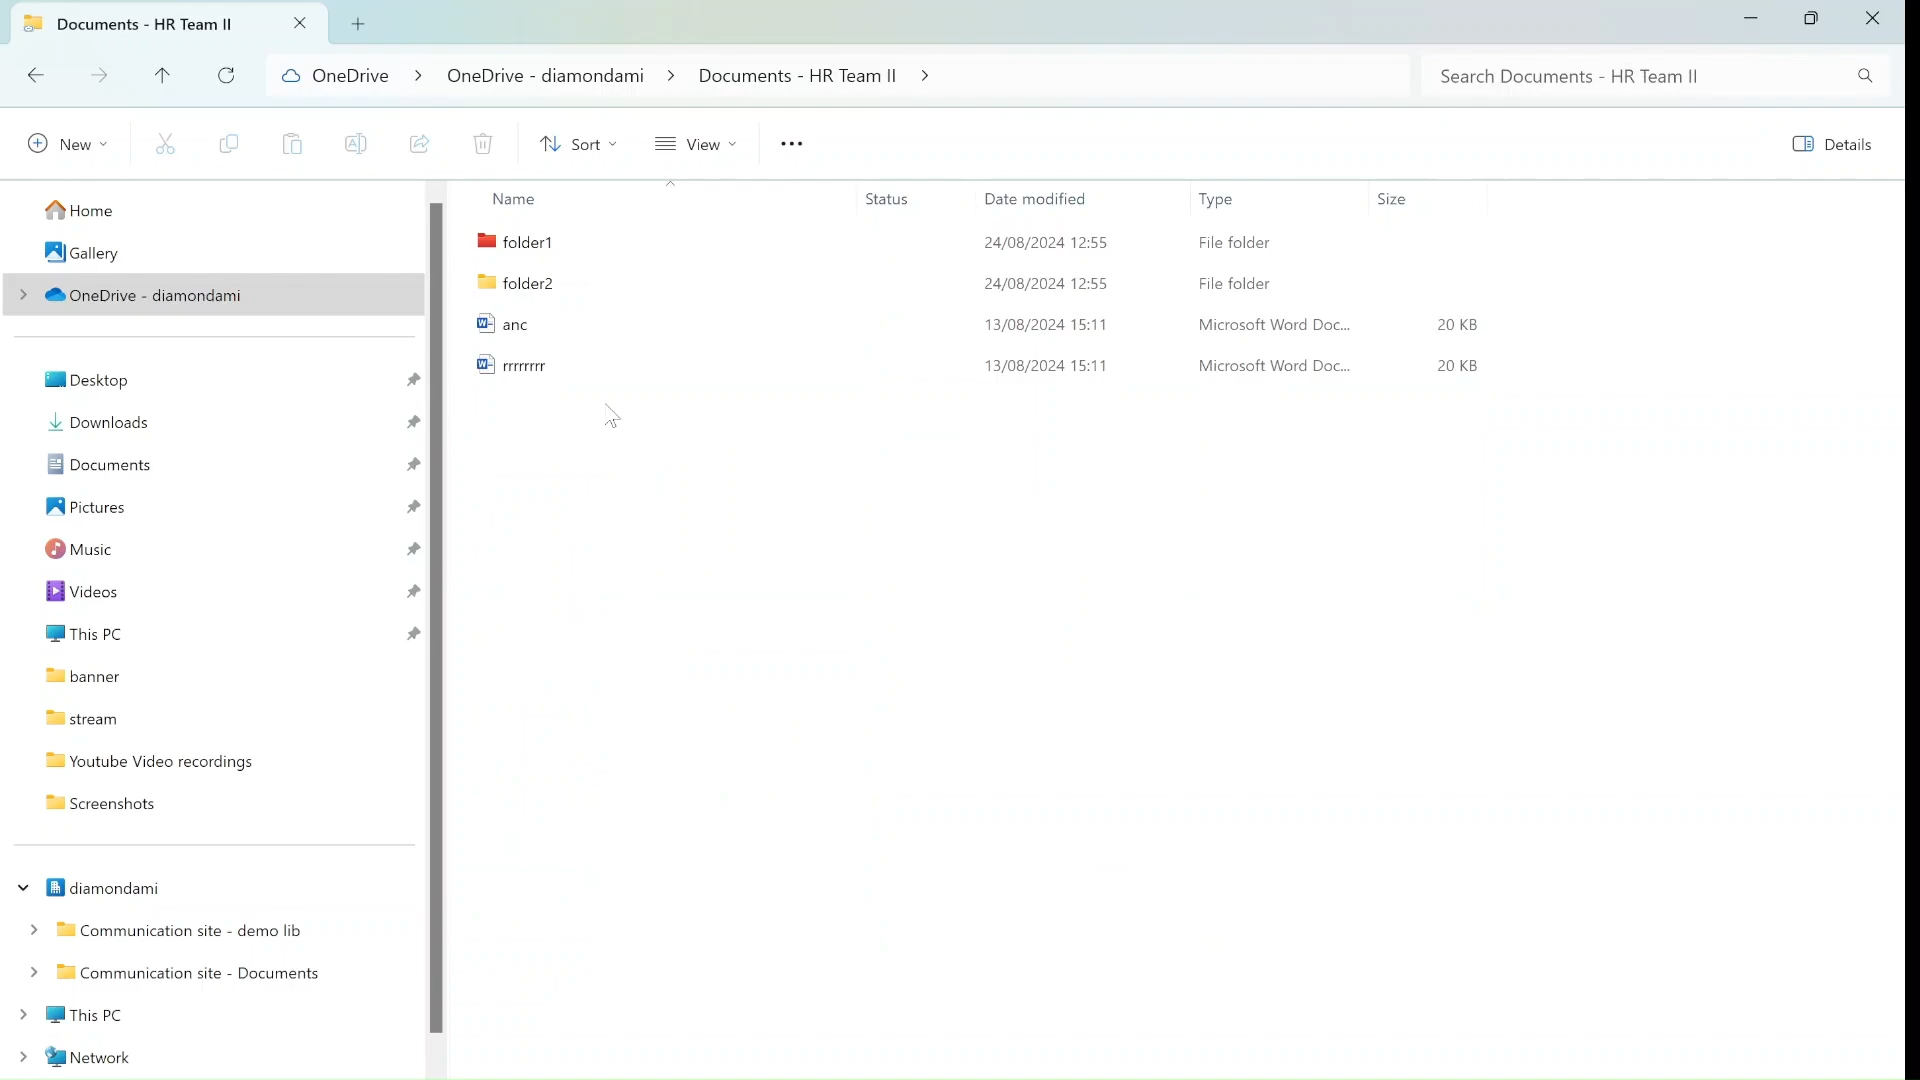 Documents - HR Team II
OneDrive > OneDrive - diamondami > Documents - HR Team II >
Search Documents - HR Team II
New
Sort
View
Details
Home
Gallery
OneDrive - diamondami
Desktop
Downloads
Documents
Pictures
Music
Videos
This PC
banner
stream
Youtube Video recordings
Screenshots
diamondami
Communication site - demo lib
Communication site - Documents
This PC
Network
Name Status Date modified Type Size
folder1 24/08/2024 12:55 File folder
folder2 24/08/2024 12:55 File folder
anc 13/08/2024 15:11 Microsoft Word Doc... 20 KB
rrrrrrrr 13/08/2024 15:11 Microsoft Word Doc... 20 KB